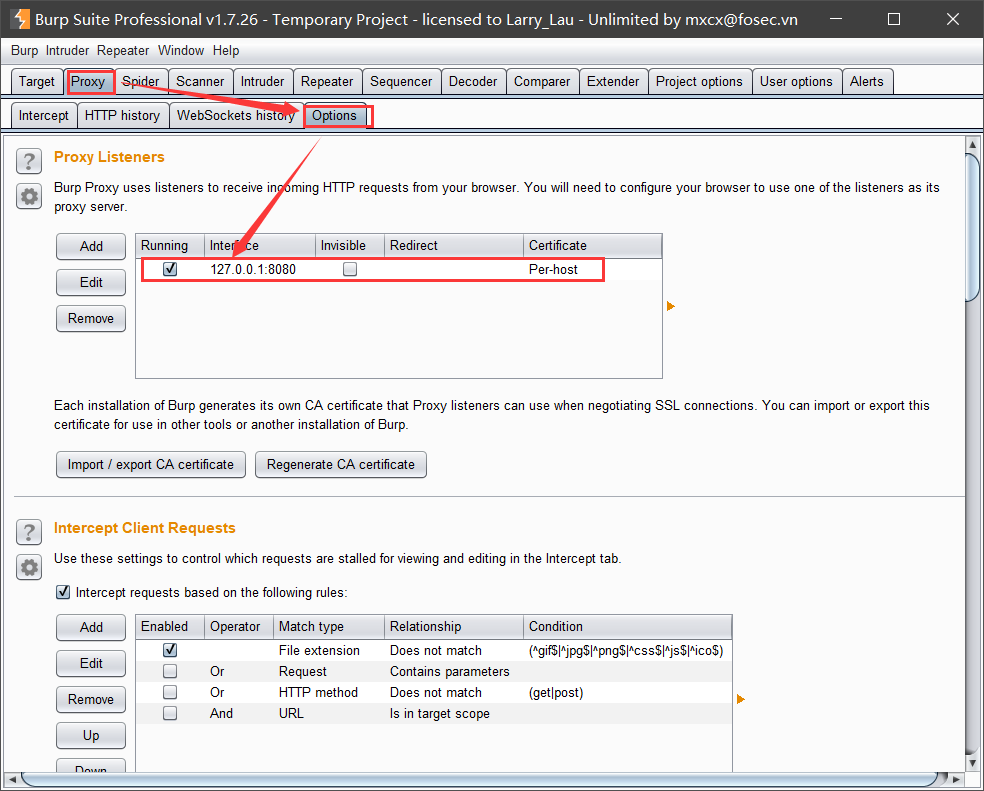 Burp Suite Professional v1.7.26 - Temporary Project - licensed to Larry_Lau - Unlimited by mxcx@fosec.vn
Burp Intruder Repeater Window Help
Target Proxy Spider Scanner Intruder Repeater Sequencer Decoder Comparer Extender Project options User options Alerts
Intercept HTTP history WebSockets history Options
? Proxy Listeners
Burp Proxy uses listeners to receive incoming HTTP requests from your browser. You will need to configure your browser to use one of the listeners as its
proxy server.
Add Running Interface Invisible Redirect Certificate
127.0.0.1:8080 Per-host
Edit
Remove
Each installation of Burp generates its own CA certificate that Proxy listeners can use when negotiating SSL connections. You can import or export this
certificate for use in other tools or another installation of Burp.
Import / export CA certificate Regenerate CA certificate
? Intercept Client Requests
Use these settings to control which requests are stalled for viewing and editing in the Intercept tab.
Intercept requests based on the following rules:
Add Enabled Operator Match type Relationship Condition
File extension Does not match (^gif$|^jpg$|^png$|^css$|^js$|^ico$)
Edit Or Request Contains parameters
Remove Or HTTP method Does not match (get|post)
And URL Is in target scope
Up
Down